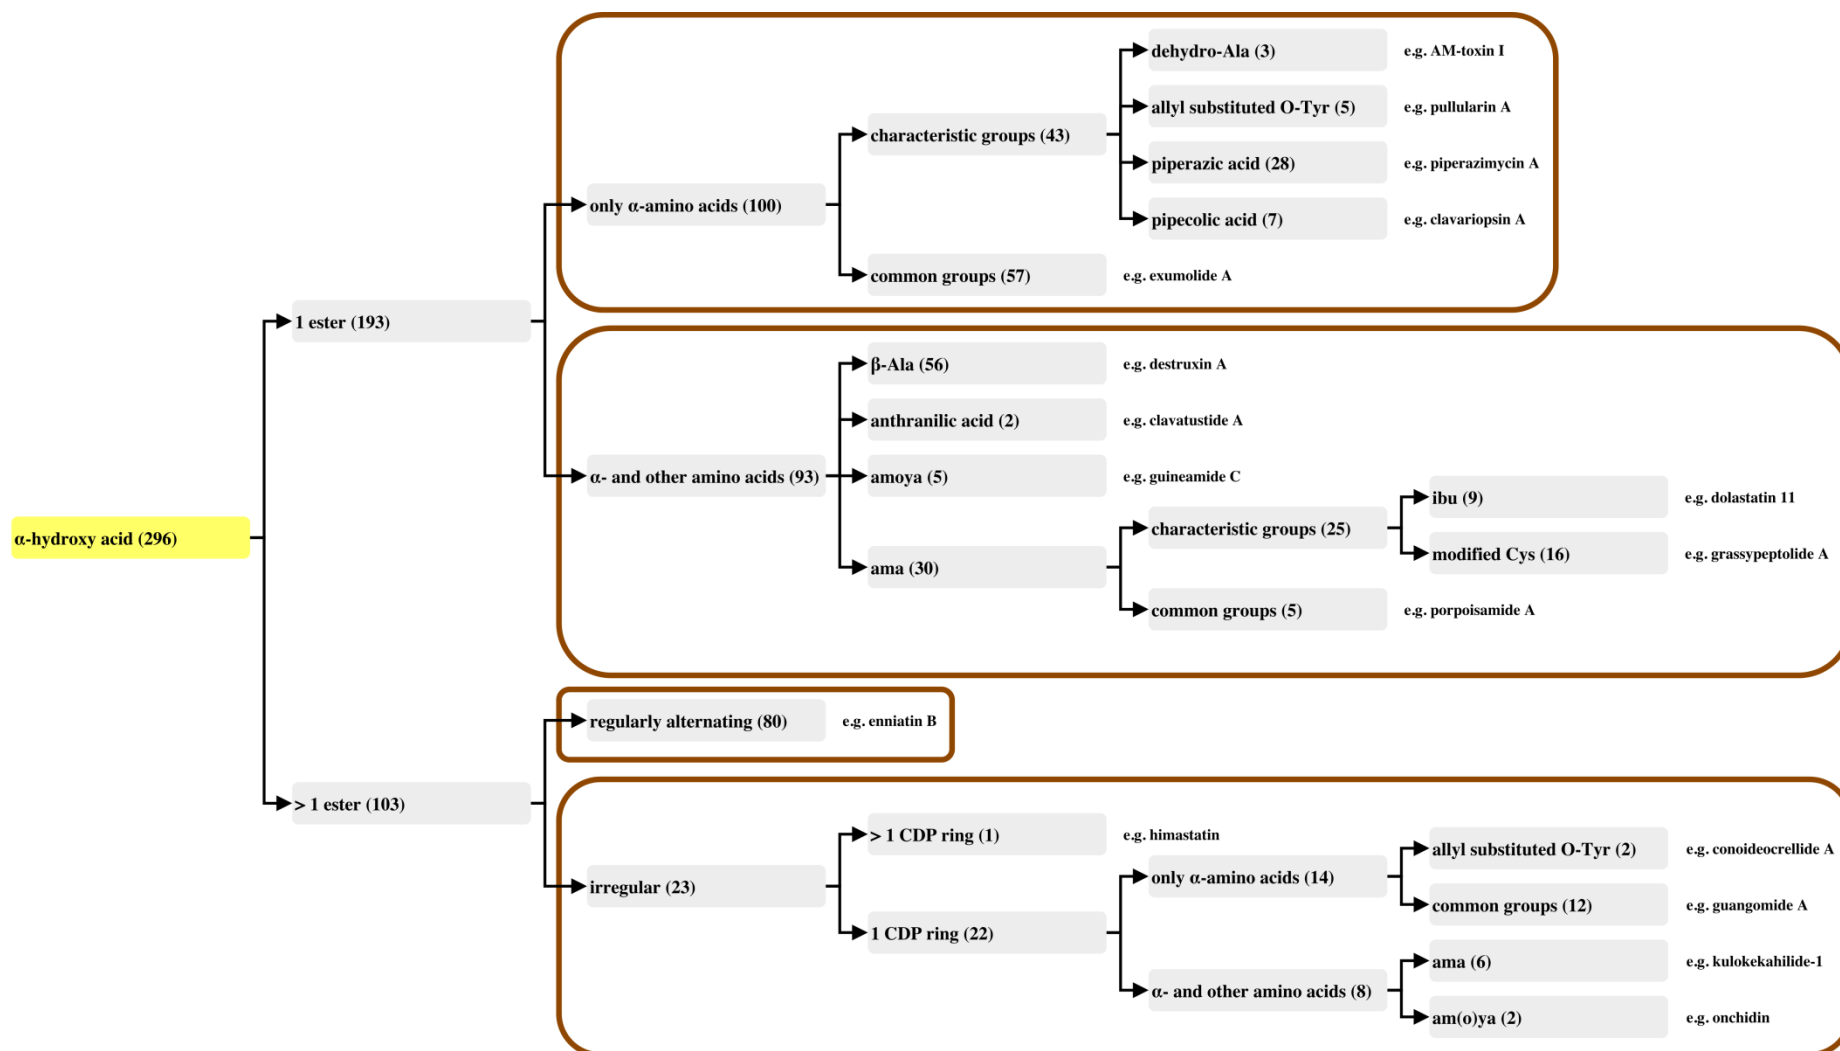 dehydro-Ala (3)
e.g. AM-toxin I
allyl substituted O-Tyr (5)
e.g. pullularin A
characteristic groups (43)
piperazic acid (28)
e.g. piperazimycin A
only α-amino acids (100)
pipecolic acid (7)
e.g. clavariopsin A
common groups (57)
e.g. exumolide A
1 ester (193)
β-Ala (56)
e.g. destruxin A
anthranilic acid (2)
e.g. clavatustide A
α- and other amino acids (93)
amoya (5)
e.g. guineamide C
ibu (9)
e.g. dolastatin 11
characteristic groups (25)
α-hydroxy acid (296)
modified Cys (16)
e.g. grassypeptolide A
ama (30)
common groups (5)
e.g. porpoisamide A
regularly alternating (80)
e.g. enniatin B
> 1 ester (103)
> 1 CDP ring (1)
e.g. himastatin
allyl substituted O-Tyr (2)
e.g. conoideocrellide A
only α-amino acids (14)
irregular (23)
common groups (12)
e.g. guangomide A
1 CDP ring (22)
ama (6)
e.g. kulokekahilide-1
α- and other amino acids (8)
am(o)ya (2)
e.g. onchidin